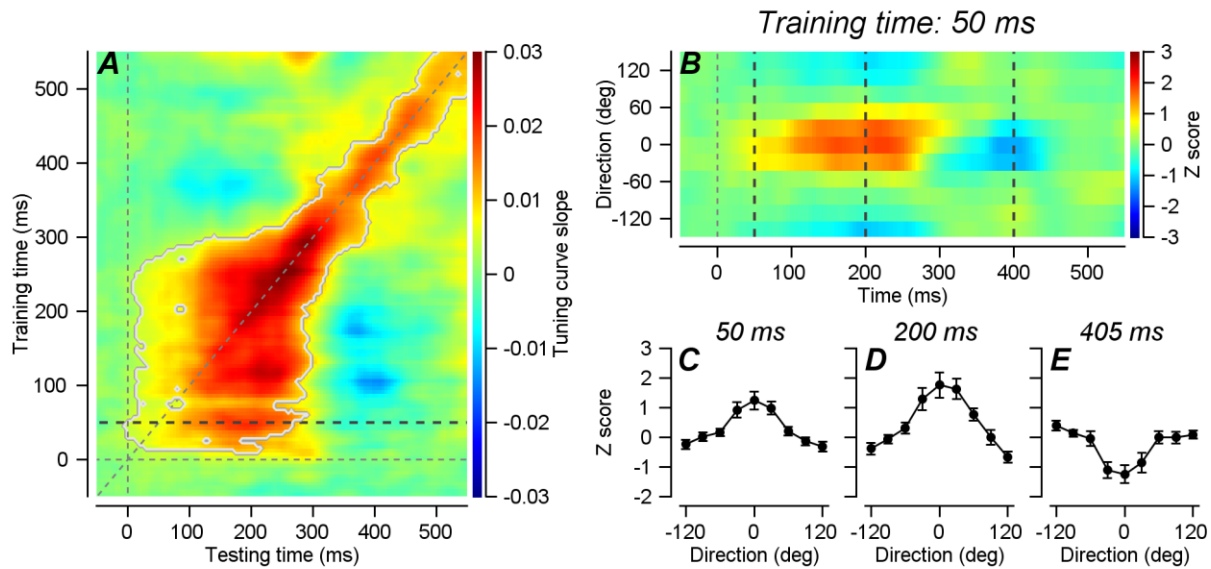 Training time: 50 ms
A
500
400
300
200
100
0
Training time (ms)
0
100
200
300
400
500
Testing time (ms)
0.03
0.02
0.01
0
-0.01
-0.02
-0.03
Tuning curve slope
B
150
60
0
-60
-120
Direction (deg)
0
100
200
300
400
500
Time (ms)
3
2
1
0
-1
-2
-3
Z score
50 ms
200 ms
405 ms
C
D
E
3
2
1
0
-1
-2
Z score
-120
0
120
Direction (deg)
-120
0
120
Direction (deg)
-120
0
120
Direction (deg)